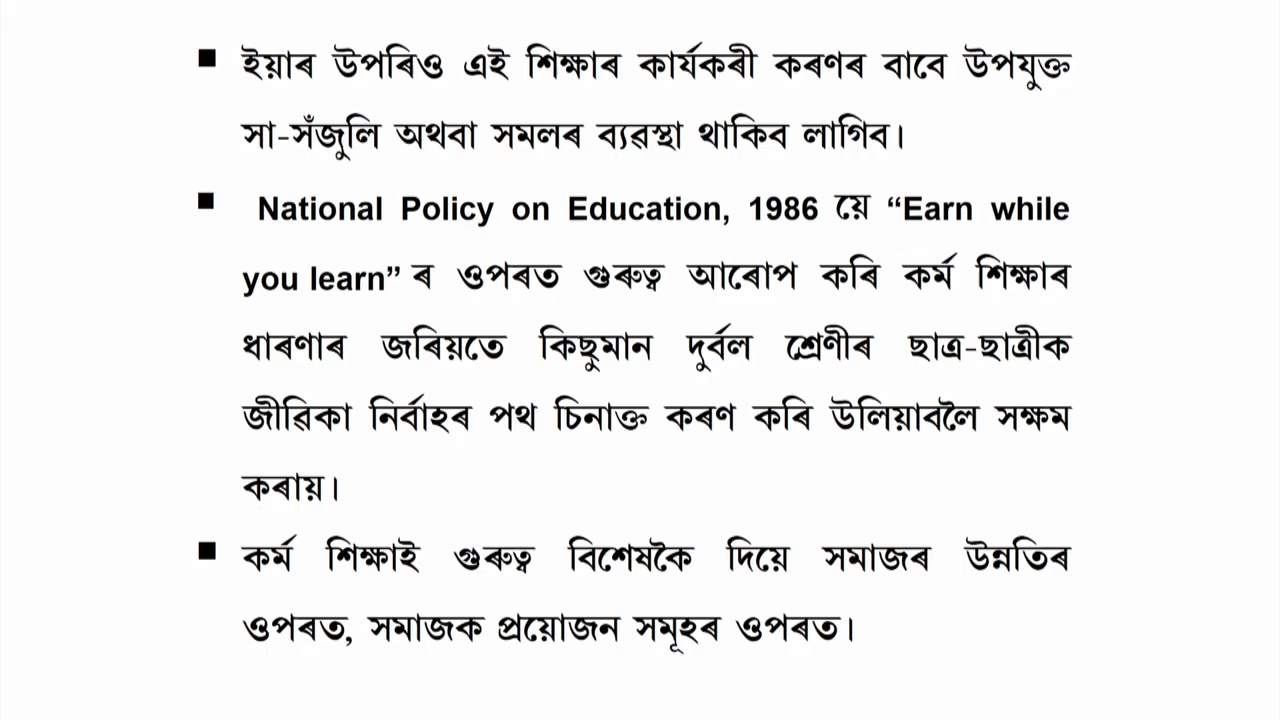 ▪ ইয়াৰ উপৰিও এই শিক্ষাৰ কাৰ্যকৰী কৰণৰ বাবে উপযুক্ত
সা-সঁজুলি অথবা সমলৰ ব্যৱস্থা থাকিব লাগিব।
▪ National Policy on Education, 1986 য়ে “Earn while
you learn” ৰ ওপৰত গুৰুত্ব আৰোপ কৰি কৰ্ম শিক্ষাৰ
ধাৰণাৰ জৰিয়তে কিছুমান দুৰ্বল শ্ৰেণীৰ ছাত্ৰ-ছাত্ৰীক
জীৱিকা নিৰ্বাহৰ পথ চিনাক্ত কৰণ কৰি উলিয়াবলৈ সক্ষম
কৰায়।
▪ কৰ্ম শিক্ষাই গুৰুত্ব বিশেষকৈ দিয়ে সমাজৰ উন্নতিৰ
ওপৰত, সমাজক প্ৰয়োজন সমূহৰ ওপৰত।